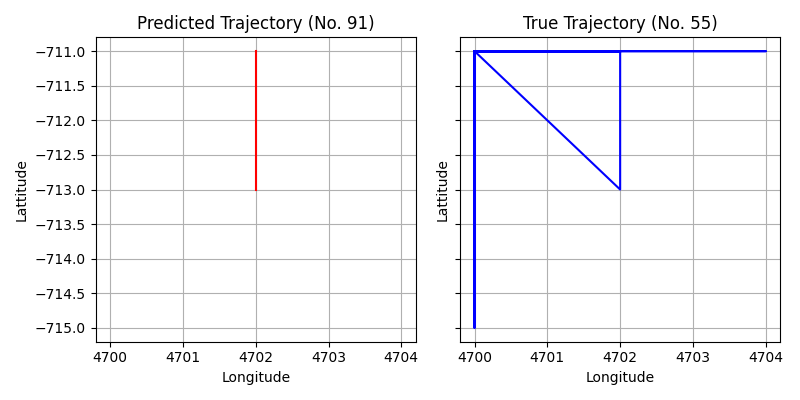 Predicted Trajectory (No. 91)
−711.0
−711.5
−712.0
−712.5
−713.0
−713.5
−714.0
−714.5
−715.0
Lattitude
4700 4701 4702 4703 4704
Longitude
True Trajectory (No. 55)
Lattitude
4700 4701 4702 4703 4704
Longitude